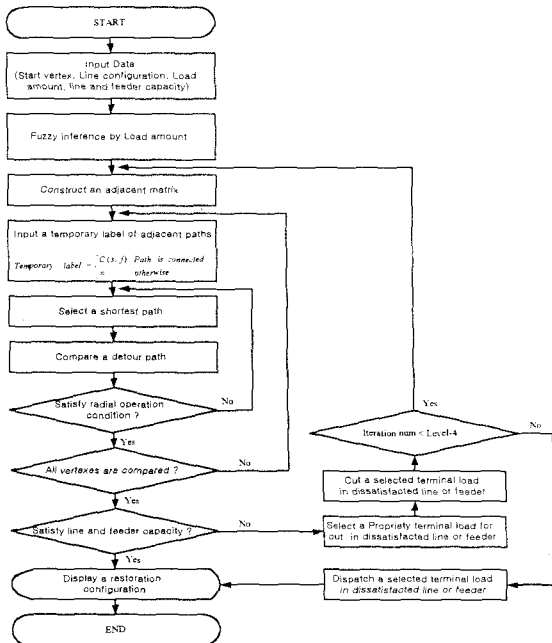 START
Input Data
(Start vertex, Line configuration, Load
amount, line and feeder capacity)
Fuzzy inference by Load amount
Construct an adjacent matrix
Input a temporary label of adjacent paths
Temporary label = { C(s, j) Path is connected
∞ otherwise
Select a shortest path
Compare a detour path
Satisfy radial operation
condition ?
No
Yes
All vertexes are compared ?
No
Yes
Satisfy line and feeder capacity ?
No
Yes
Display a restoration
configuration
END
Yes
Iteration num < Level-4
No
Cut a selected terminal load
in dissatisfacted line or feeder
Select a Propriety terminal load for
cut in dissatisfacted line or feeder
Dispatch a selected terminal load
in dissatisfacted line or feeder